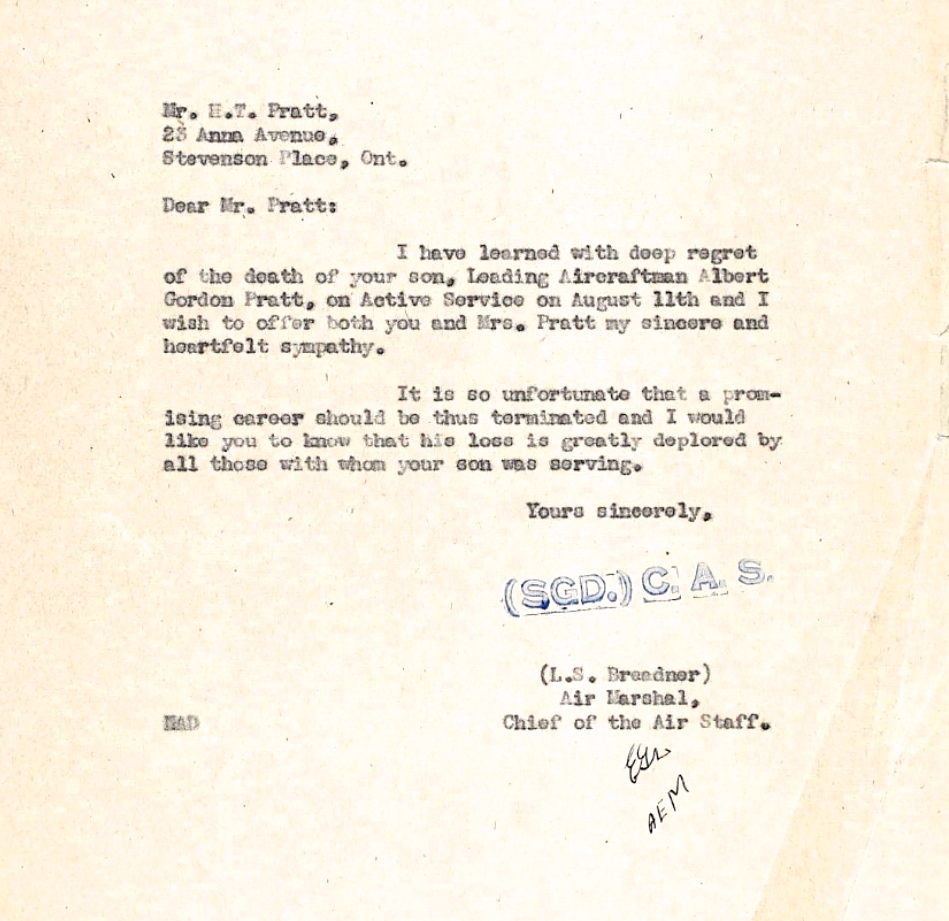 Mr. H.T. Pratt,
23 Anna Avenue,
Stevenson Place, Ont.
Dear Mr. Pratt:
I have learned with deep regret
of the death of your son, Leading Aircraftman Albert
Gordon Pratt, on Active Service on August 11th and I
wish to offer both you and Mrs. Pratt my sincere and
heartfelt sympathy.
It is so unfortunate that a prom-
ising career should be thus terminated and I would
like you to know that his loss is greatly deplored by
all those with whom your son was serving.
Yours sincerely,
(SGD.) C. A. S.
(L.S. Breadner)
Air Marshal,
Chief of the Air Staff.
AEM